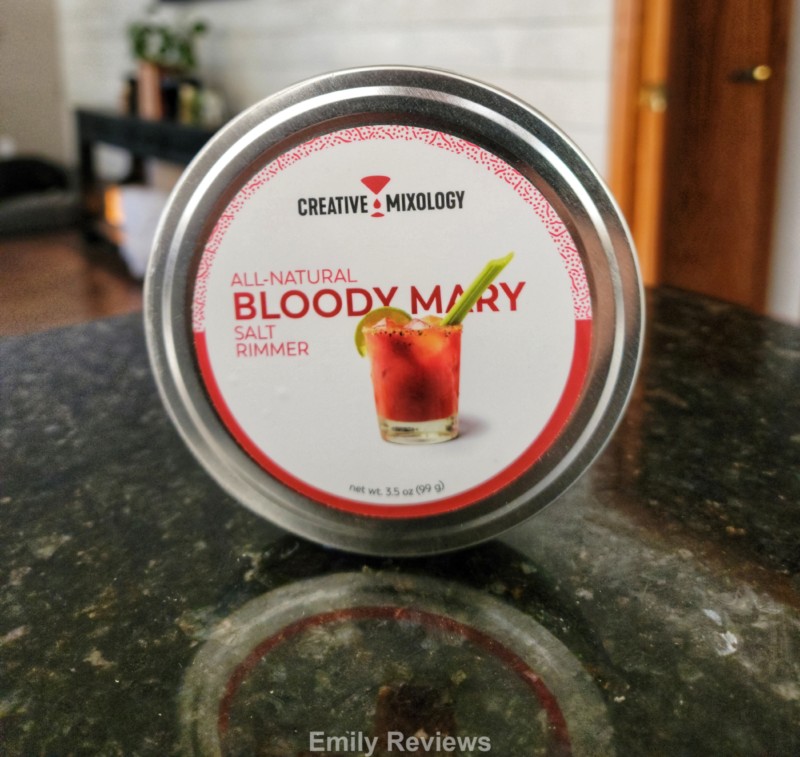 CREATIVE MIXOLOGY
ALL-NATURAL
BLOODY MARY
SALT
RIMMER
net wt. 3.5 oz (99 g)
Emily Reviews